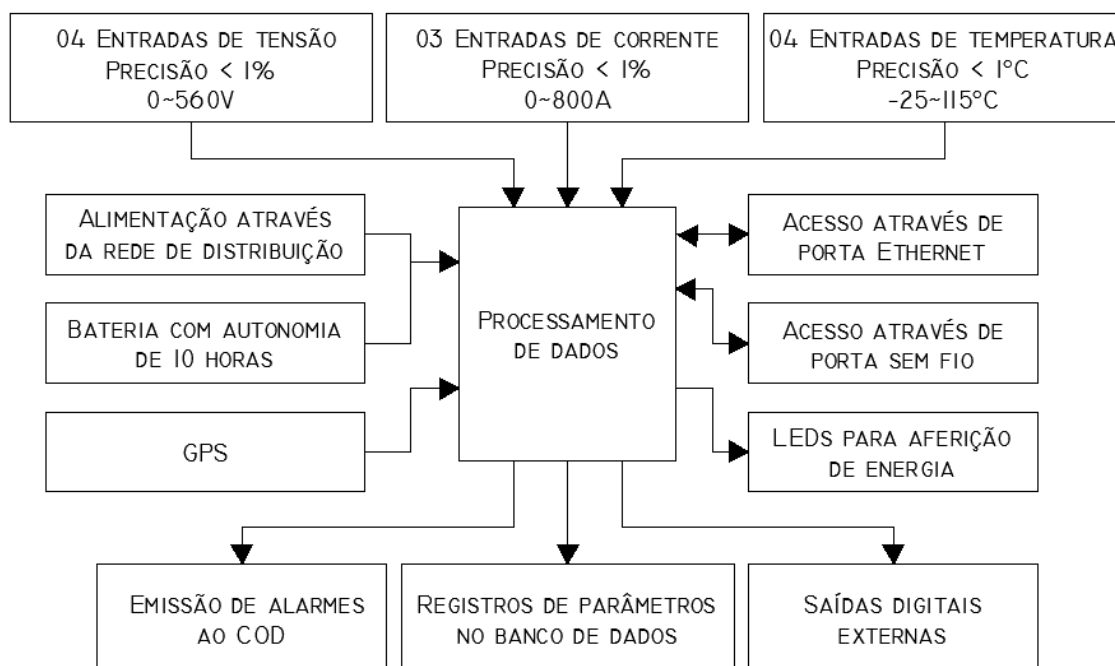 04 ENTRADAS DE TENSÃO
PRECISÃO < 1%
0~560V
03 ENTRADAS DE CORRENTE
PRECISÃO < 1%
0~800A
04 ENTRADAS DE TEMPERATURA
PRECISÃO < 1°C
-25~115°C
ALIMENTAÇÃO ATRAVÉS
DA REDE DE DISTRIBUIÇÃO
BATERIA COM AUTONOMIA
DE 10 HORAS
GPS
PROCESSAMENTO
DE DADOS
ACESSO ATRAVÉS DE
PORTA ETHERNET
ACESSO ATRAVÉS DE
PORTA SEM FIO
LEDS PARA AFERIÇÃO
DE ENERGIA
EMISSÃO DE ALARMES
AO COD
REGISTROS DE PARÂMETROS
NO BANCO DE DADOS
SAÍDAS DIGITAIS
EXTERNAS